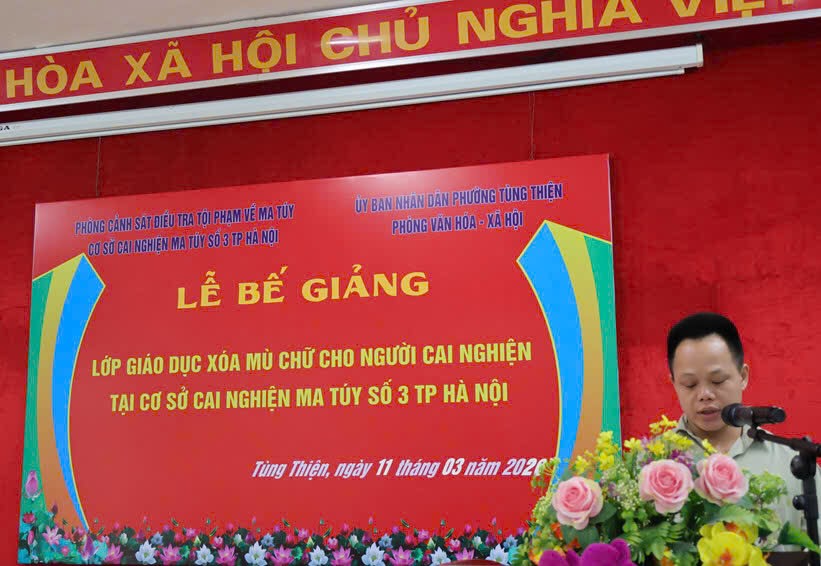 HÒA XÃ HỘI CHỦ NGHĨA VIỆT
PHÒNG CẢNH SÁT ĐIỀU TRA TỘI PHẠM VỀ MA TÚY
CƠ SỞ CAI NGHIỆN MA TÚY SỐ 3 TP HÀ NỘI
ỦY BAN NHÂN DÂN PHƯỜNG TÙNG THIỆN
PHÒNG VĂN HÓA - XÃ HỘI
LỄ BẾ GIẢNG
LỚP GIÁO DỤC XÓA MÙ CHỮ CHO NGƯỜI CAI NGHIỆN
TẠI CƠ SỞ CAI NGHIỆN MA TÚY SỐ 3 TP HÀ NỘI
Tùng Thiện, ngày 11 tháng 03 năm 2026